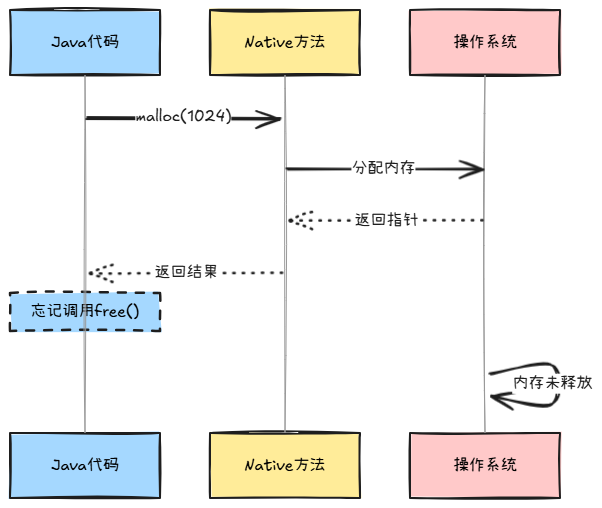 Java代码
Native方法
操作系统
malloc(1024)
分配内存
返回指针
返回结果
忘记调用free()
内存未释放
Java代码
Native方法
操作系统